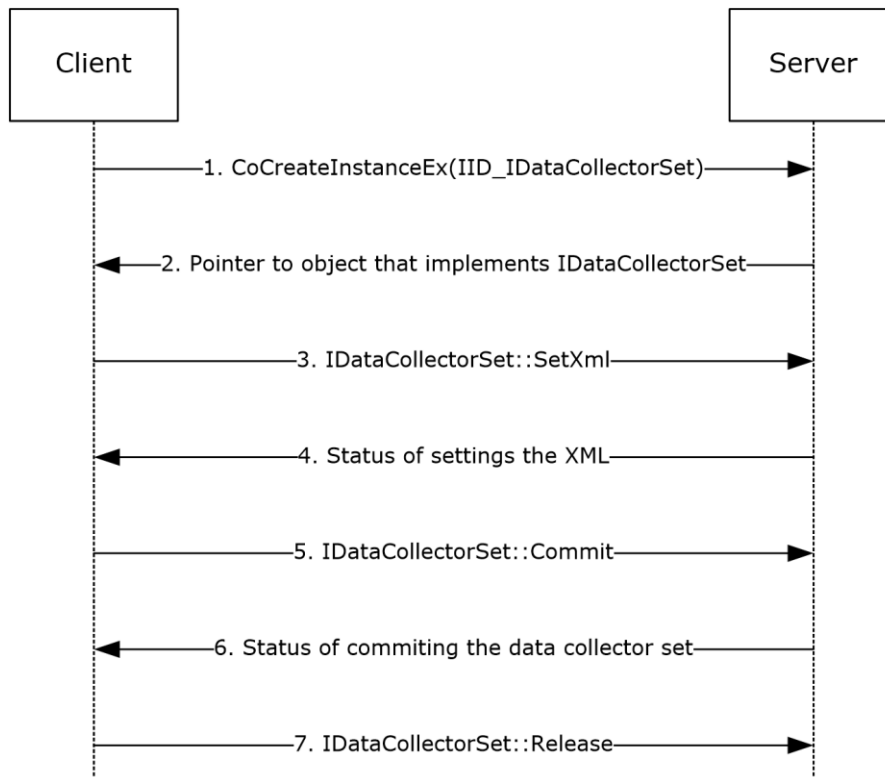 Client
Server
1. CoCreateInstanceEx(IID_IDataCollectorSet)
2. Pointer to object that implements IDataCollectorSet
3. IDataCollectorSet::SetXml
4. Status of settings the XML
5. IDataCollectorSet::Commit
6. Status of commiting the data collector set
7. IDataCollectorSet::Release